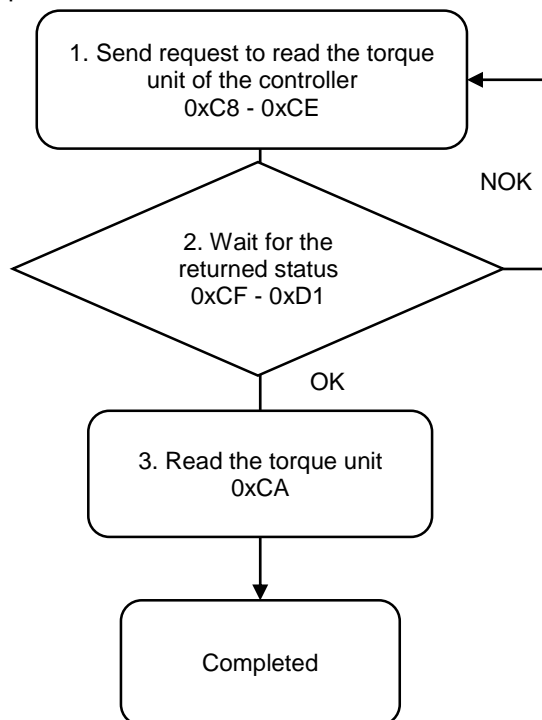 1. Send request to read the torque
unit of the controller
0xC8 - 0xCE
NOK
2. Wait for the
returned status
0xCF - 0xD1
OK
3. Read the torque unit
0xCA
Completed